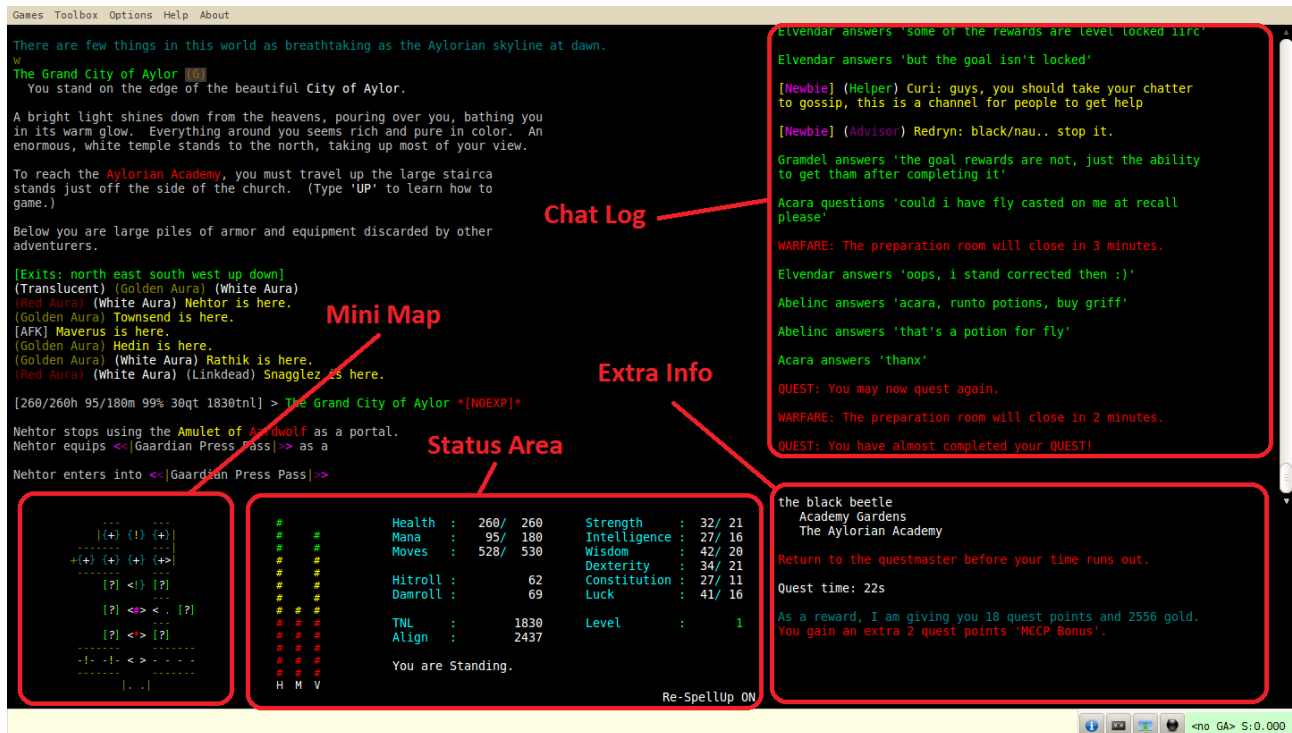 Games Toolbox Options Help About
There are few things in this world as breathtaking as the Aylorian skyline at dawn.
w
The Grand City of Aylor (G)
You stand on the edge of the beautiful City of Aylor.
A bright light shines down from the heavens, pouring over you, bathing you
in its warm glow. Everything around you seems rich and pure in color. An
enormous, white temple stands to the north, taking up most of your view.
To reach the Aylorian Academy, you must travel up the large stairca
stands just off the side of the church. (Type 'UP' to learn how to
game.)
Below you are large piles of armor and equipment discarded by other
adventurers.
[Exits: north east south west up down]
(Translucent) (Golden Aura) (White Aura)
(Red Aura) (White Aura) Nehtor is here.
(Golden Aura) Townsend is here.
[AFK] Maverus is here.
(Golden Aura) Hedin is here.
(Golden Aura) (White Aura) Rathik is here.
(Red Aura) (White Aura) (Linkdead) Snagglez is here.
[260/260h 95/180m 99% 30qt 1830tnl] > The Grand City of Aylor *[NOEXP]*
Nehtor stops using the Amulet of Aardwolf as a portal.
Nehtor equips <<|Gaardian Press Pass|>> as a
Nehtor enters into <<|Gaardian Press Pass|>>
Chat Log
Mini Map
Extra Info
Status Area
Elvendar answers 'some of the rewards are level locked iirc'
Elvendar answers 'but the goal isn't locked'
[Newbie] (Helper) Curi: guys, you should take your chatter
to gossip, this is a channel for people to get help
[Newbie] (Advisor) Redryn: black/nau.. stop it.
Gramdel answers 'the goal rewards are not, just the ability
to get tham after completing it'
Acara questions 'could i have fly casted on me at recall
please'
WARFARE: The preparation room will close in 3 minutes.
Elvendar answers 'oops, i stand corrected then :)'
Abelinc answers 'acara, runto potions, buy griff'
Abelinc answers 'that's a potion for fly'
Acara answers 'thanx'
QUEST: You may now quest again.
WARFARE: The preparation room will close in 2 minutes.
QUEST: You have almost completed your QUEST!
--- ---
|{+} {!} {+}|
------- ---|
+{+} {+} {+} {+>|
------- ---
[?] <!} [?]
---
[?] <#> < . [?]
[?] <*> [?]
------- -------
-!- -!- < > - - - -
------- -------
|. .|
H M V
Health : 260/ 260 Strength : 32/ 21
Mana : 95/ 180 Intelligence : 27/ 16
Moves : 528/ 530 Wisdom : 42/ 20
Dexterity : 34/ 21
Hitroll : 62 Constitution : 27/ 11
Damroll : 69 Luck : 41/ 16
TNL : 1830 Level : 1
Align : 2437
You are Standing.
Re-SpellUp ON
the black beetle
Academy Gardens
The Aylorian Academy
Return to the questmaster before your time runs out.
Quest time: 22s
As a reward, I am giving you 18 quest points and 2556 gold.
You gain an extra 2 quest points 'MCCP Bonus'.
<no GA> S:0.000